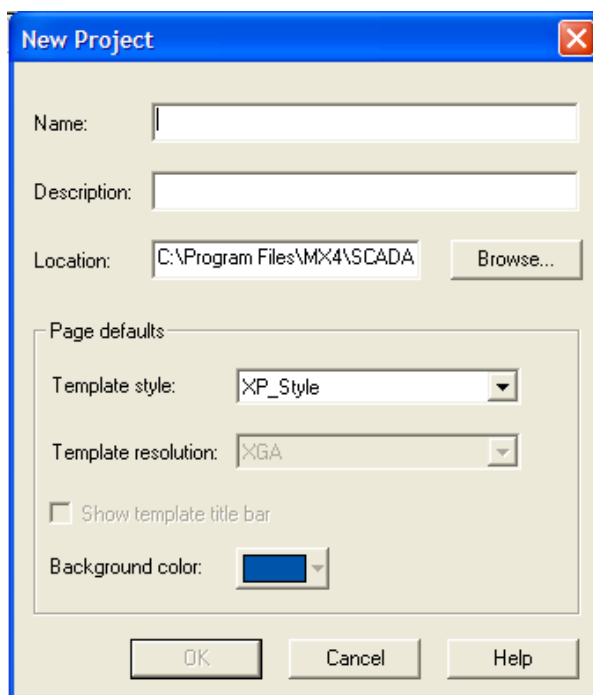 New Project
Name:
Description:
Location: C:\Program Files\MX4\SCADA Browse...
Page defaults
Template style: XP_Style
Template resolution: XGA
Show template title bar
Background color:
OK Cancel Help